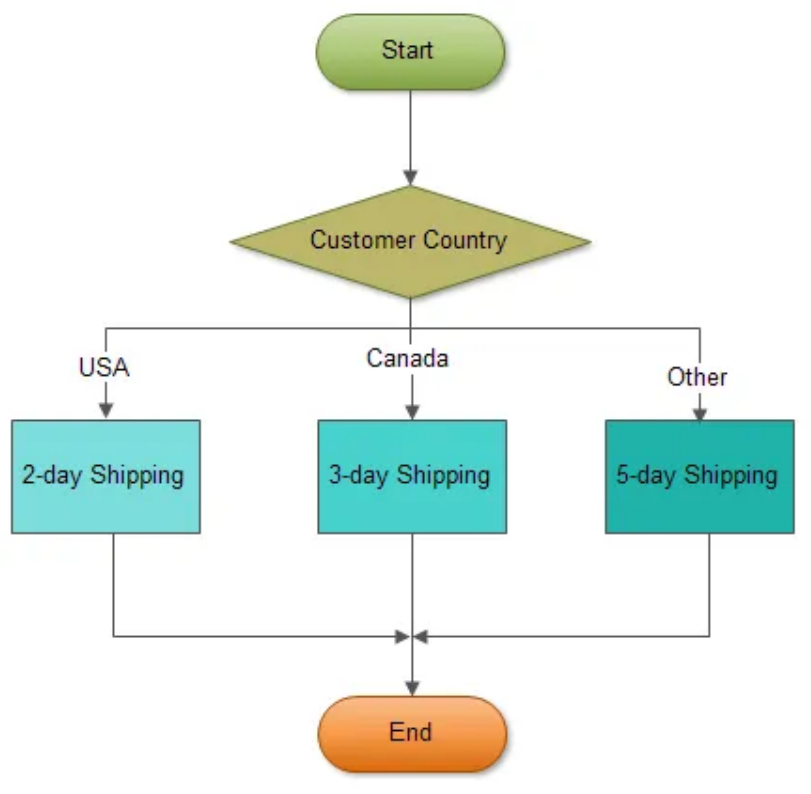 Start
Customer Country
USA
Canada
Other
2-day Shipping
3-day Shipping
5-day Shipping
End